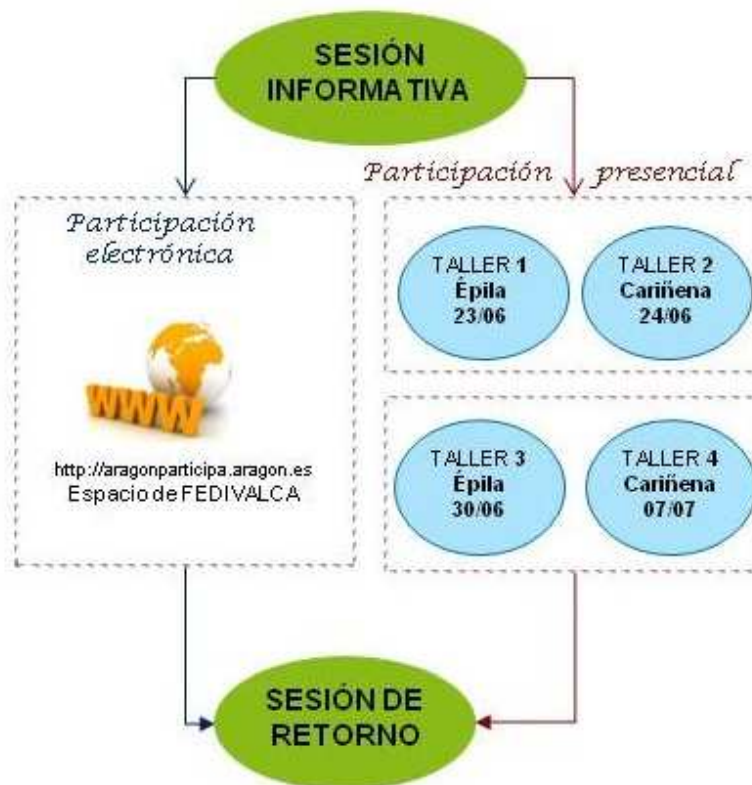 SESIÓN
INFORMATIVA
Participación
electrónica
WWW
http://aragonparticipa.aragon.es
Espacio de FEDIVALCA
Participación presencial
TALLER 1
Épila
23/06
TALLER 2
Cariñena
24/06
TALLER 3
Épila
30/06
TALLER 4
Cariñena
07/07
SESIÓN DE
RETORNO